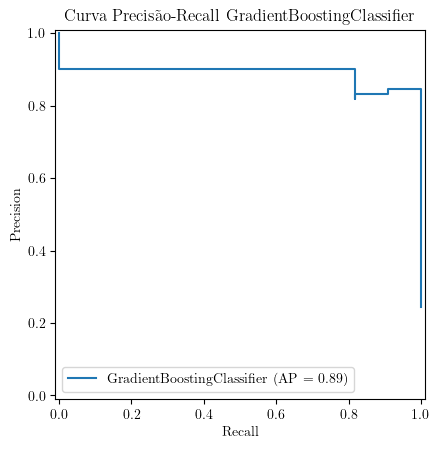 Curva Precisão-Recall GradientBoostingClassifier
1.0
0.8
0.6
0.4
0.2
0.0
Precision
GradientBoostingClassifier (AP = 0.89)
0.0 0.2 0.4 0.6 0.8 1.0
Recall